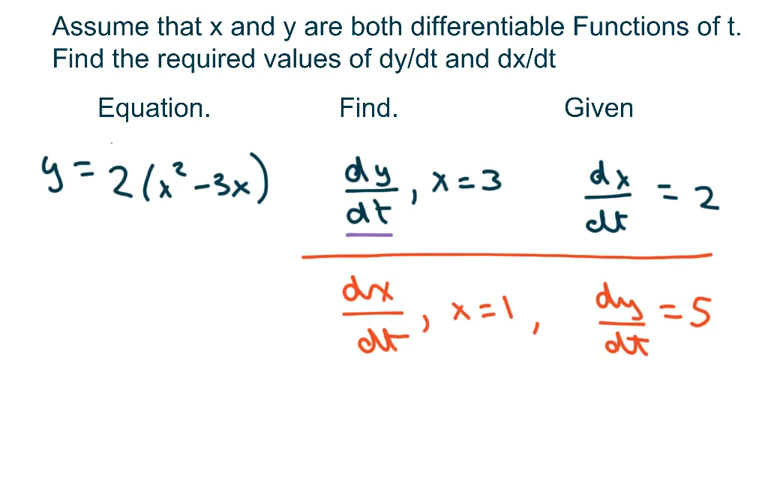 Assume that x and y are both differentiable Functions of t.
Find the required values of dy/dt and dx/dt
Equation. Find. Given
y = 2(x² - 3x) dy/dt, x = 3 dx/dt = 2
dx/dt, x = 1, dy/dt = 5